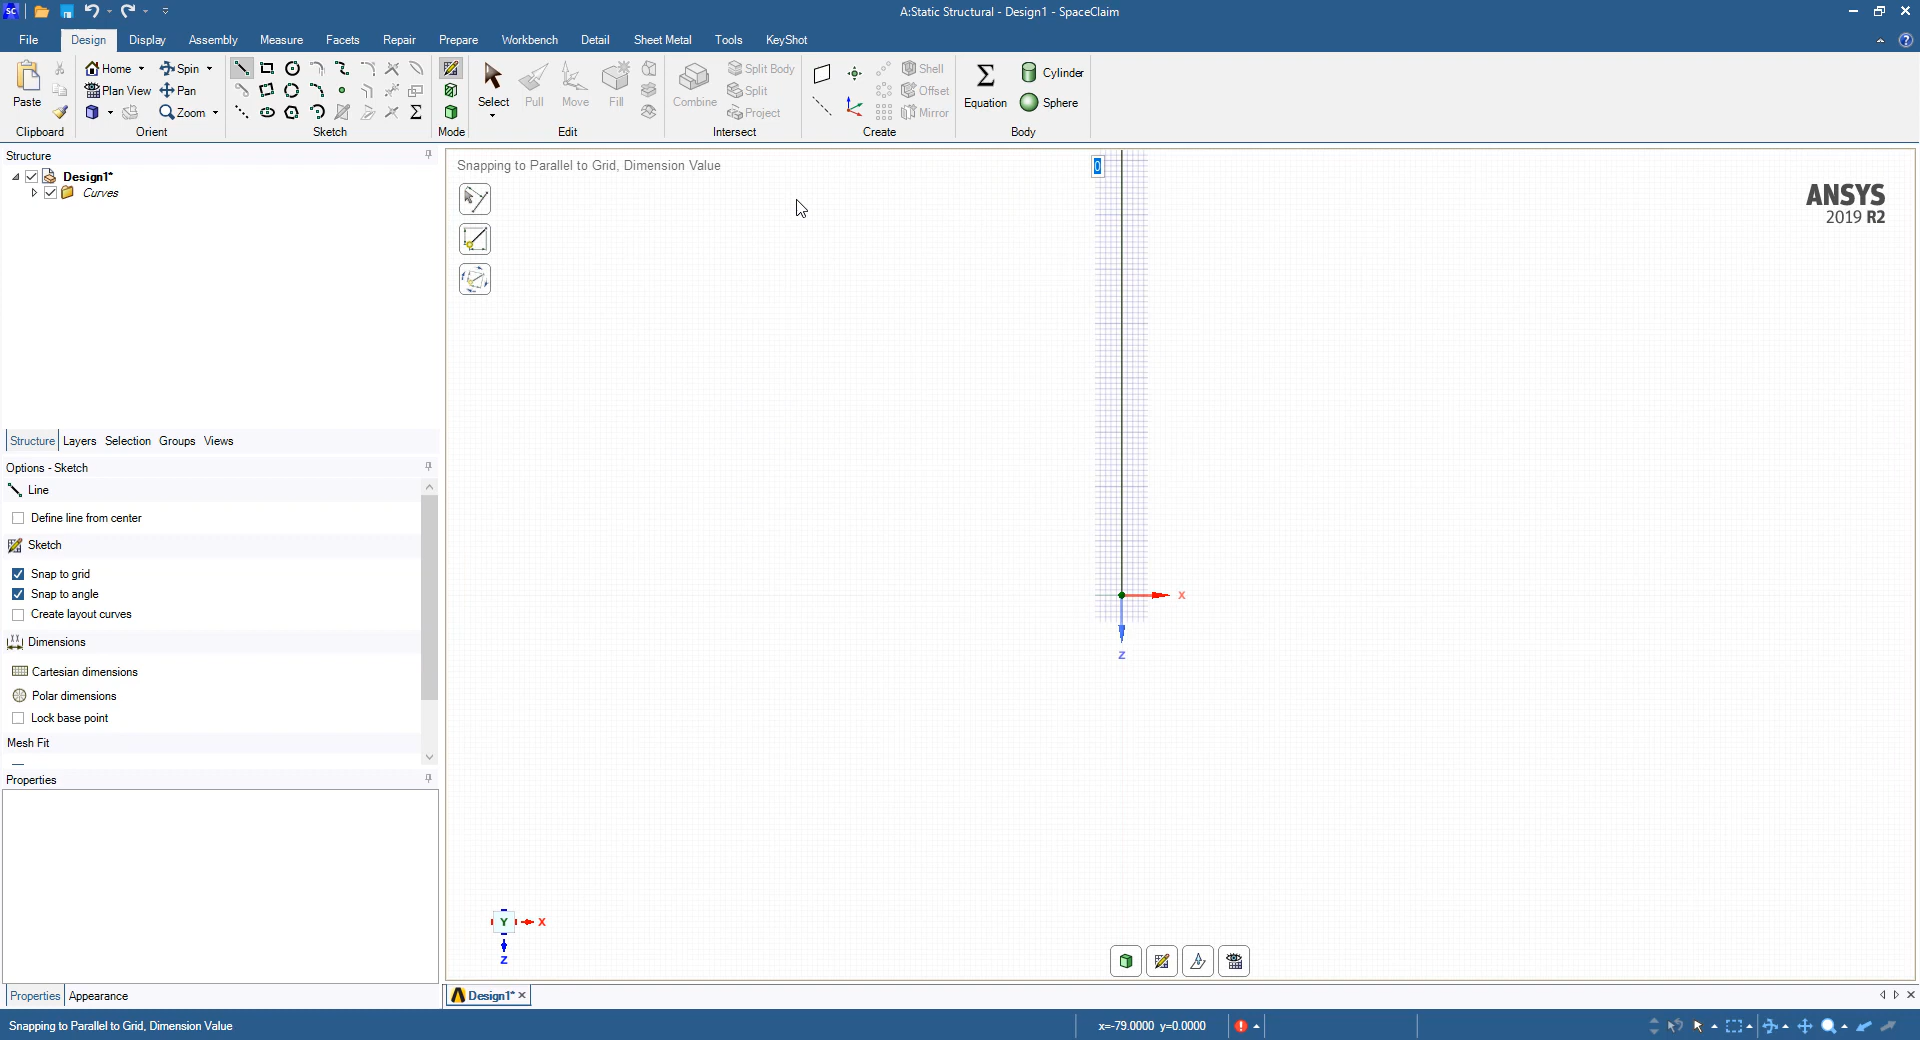 SC
A:Static Structural - Design1 - SpaceClaim
File Design Display Assembly Measure Facets Repair Prepare Workbench Detail Sheet Metal Tools KeyShot
Paste
Clipboard
Home Spin
Plan View Pan
Zoom
Orient
Sketch
Mode
Select Pull Move Fill
Edit
Combine
Split Body
Split
Project
Intersect
Shell
Offset
Mirror
Create
Equation
Cylinder
Sphere
Body
Structure
Design1*
Curves
Structure Layers Selection Groups Views
Options - Sketch
Line
Define line from center
Sketch
Snap to grid
Snap to angle
Create layout curves
Dimensions
Cartesian dimensions
Polar dimensions
Lock base point
Mesh Fit
Properties
Properties Appearance
Snapping to Parallel to Grid, Dimension Value
0
ANSYS
2019 R2
X
Z
Y X
Z
Design1*
Snapping to Parallel to Grid, Dimension Value
x=-79.0000 y=0.0000